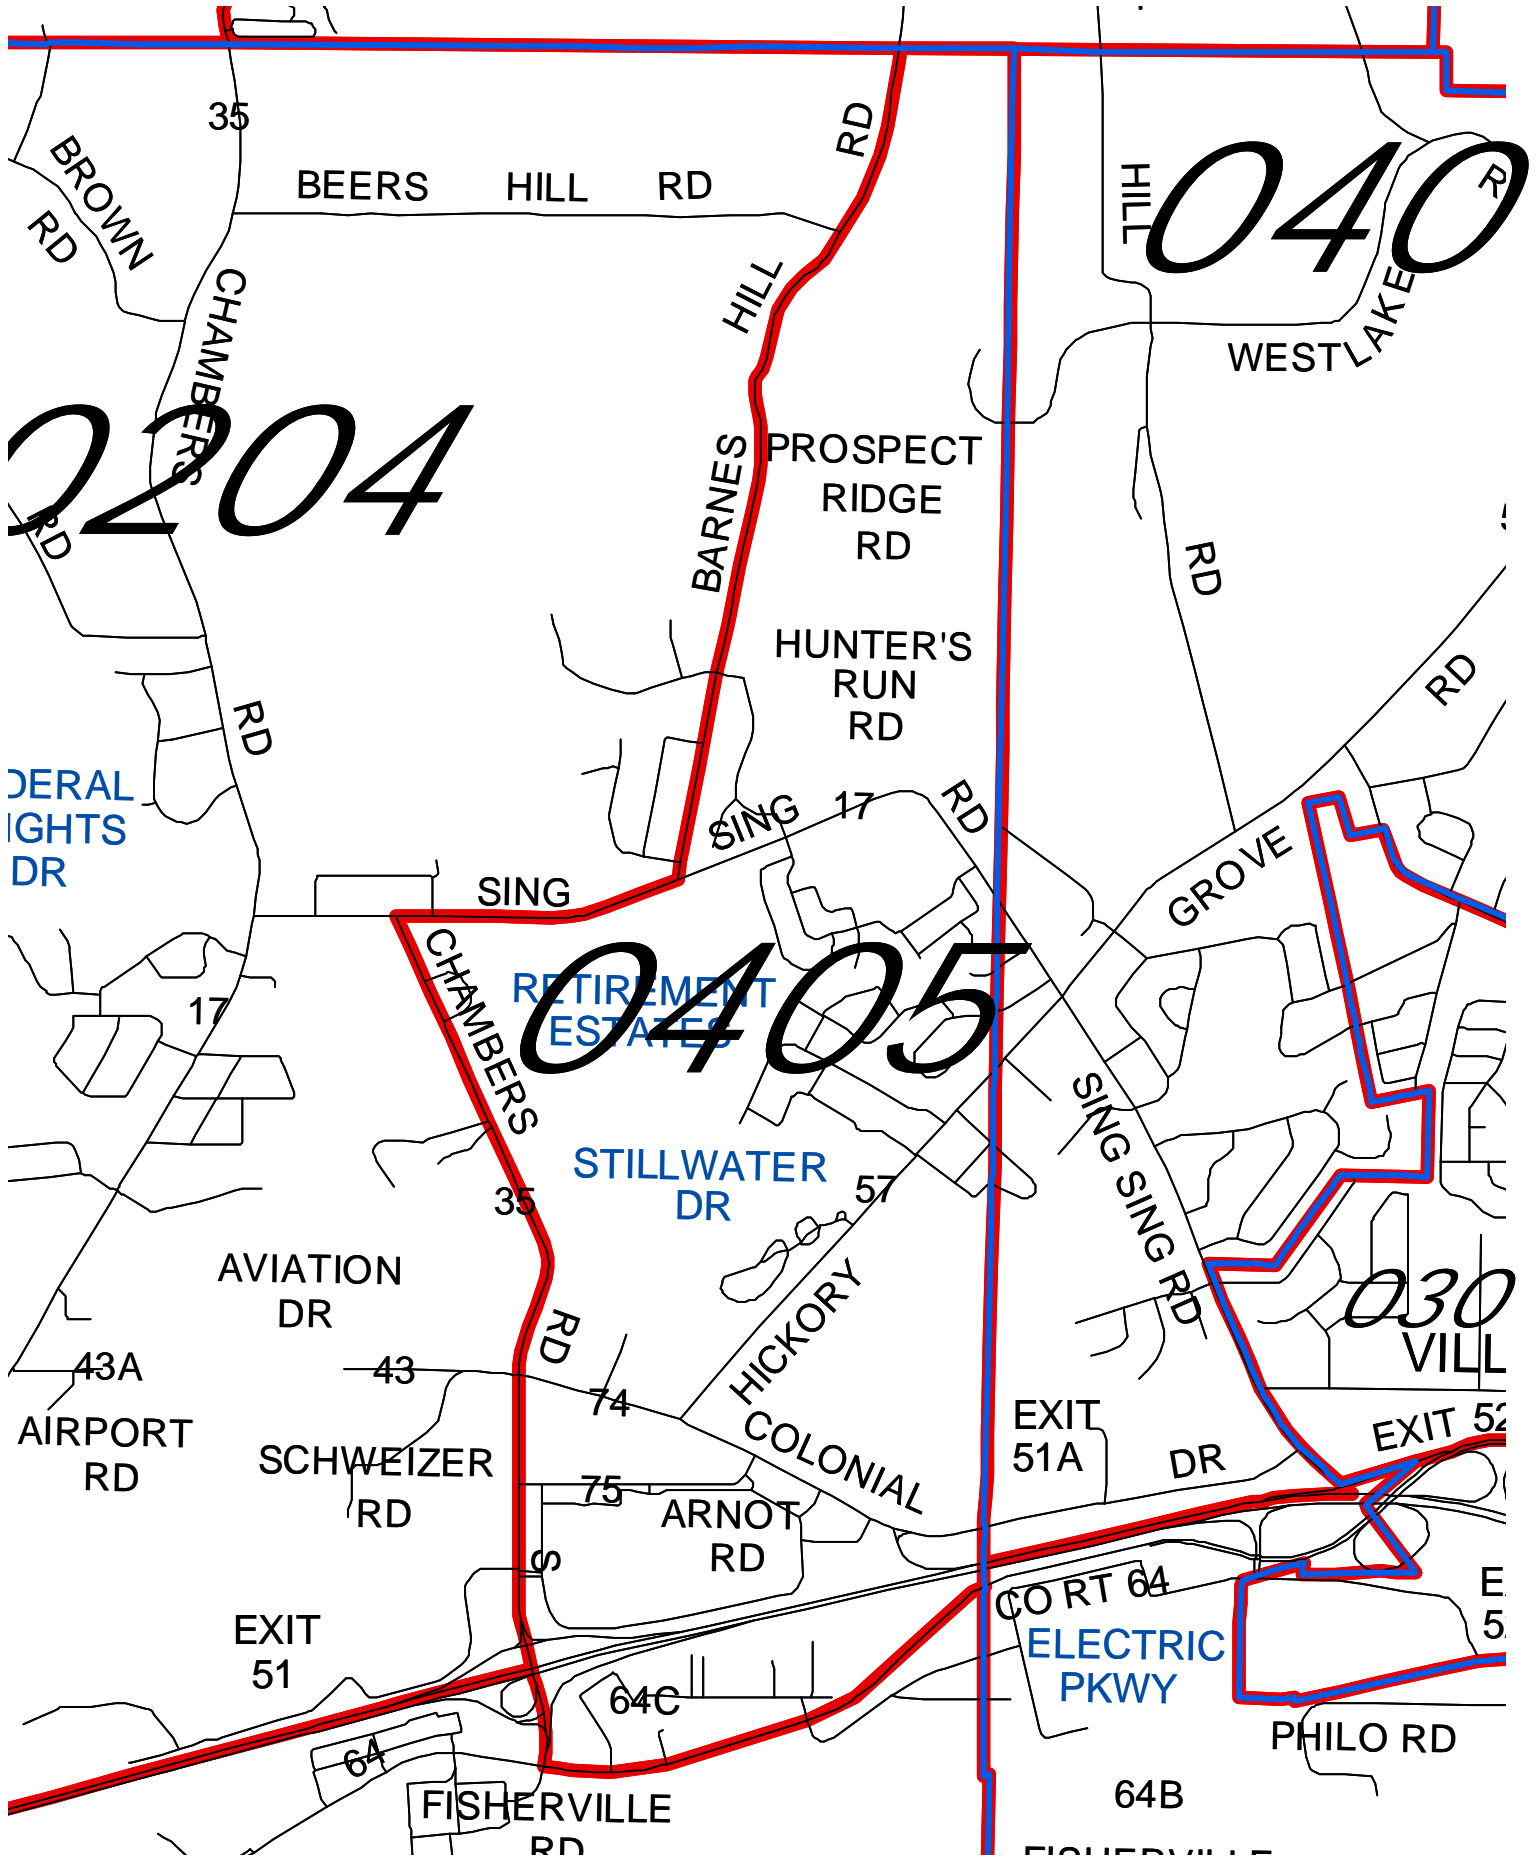 35
BROWN
RD
BEERS HILL RD
RD
HILL
BARNES
HILL
040
R
WESTLAKE
CHAMBERS
0204
RD
PROSPECT
RIDGE
RD
RD
HUNTER'S
RUN
RD
RD
RD
DERAL
IGHTS
DR
SING 17
RD
GROVE
SING
CHAMBERS
RETIREMENT
ESTATES
0405
17
STILLWATER
DR
57
35
SING SING RD
AVIATION
DR
RD
HICKORY
030
VILL
43A
43
74
AIRPORT
RD
SCHWEIZER
RD
COLONIAL
EXIT
51A
DR
EXIT 52
75
ARNOT
RD
S
CO RT 64
E
5
EXIT
51
ELECTRIC
PKWY
64C
64
PHILO RD
64B
FISHERVILLE
RD
FISHERVILLE